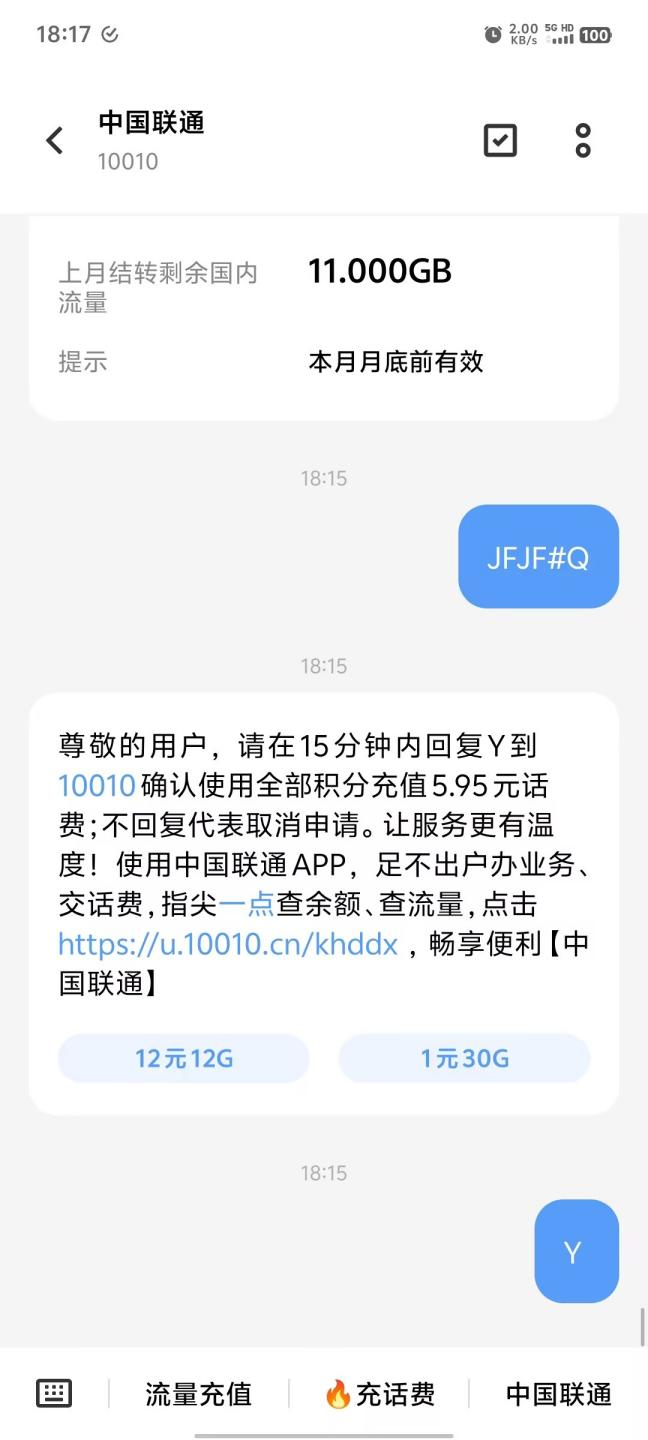 18:17
2.00 KB/s 5G HD 100
中国联通
10010
上月结转剩余国内 11.000GB
流量
提示 本月月底前有效
18:15
JFJF#Q
18:15
尊敬的用户，请在15分钟内回复Y到
10010确认使用全部积分充值5.95元话
费;不回复代表取消申请。让服务更有温
度！使用中国联通APP，足不出户办业务、
交话费,指尖一点查余额、查流量,点击
https://u.10010.cn/khddx ，畅享便利【中
国联通】
12元12G 1元30G
18:15
Y
流量充值 🔥充话费 中国联通